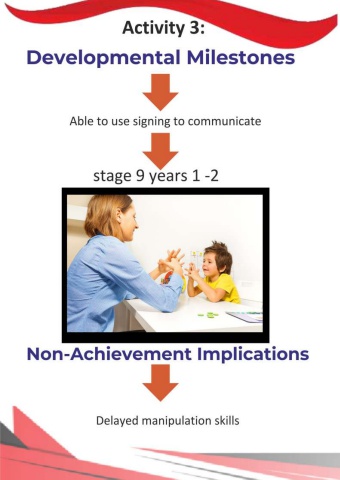 Activity 3:
Developmental Milestones
Able to use signing to communicate
stage 9 years 1 -2
Non-Achievement Implications
Delayed manipulation skills